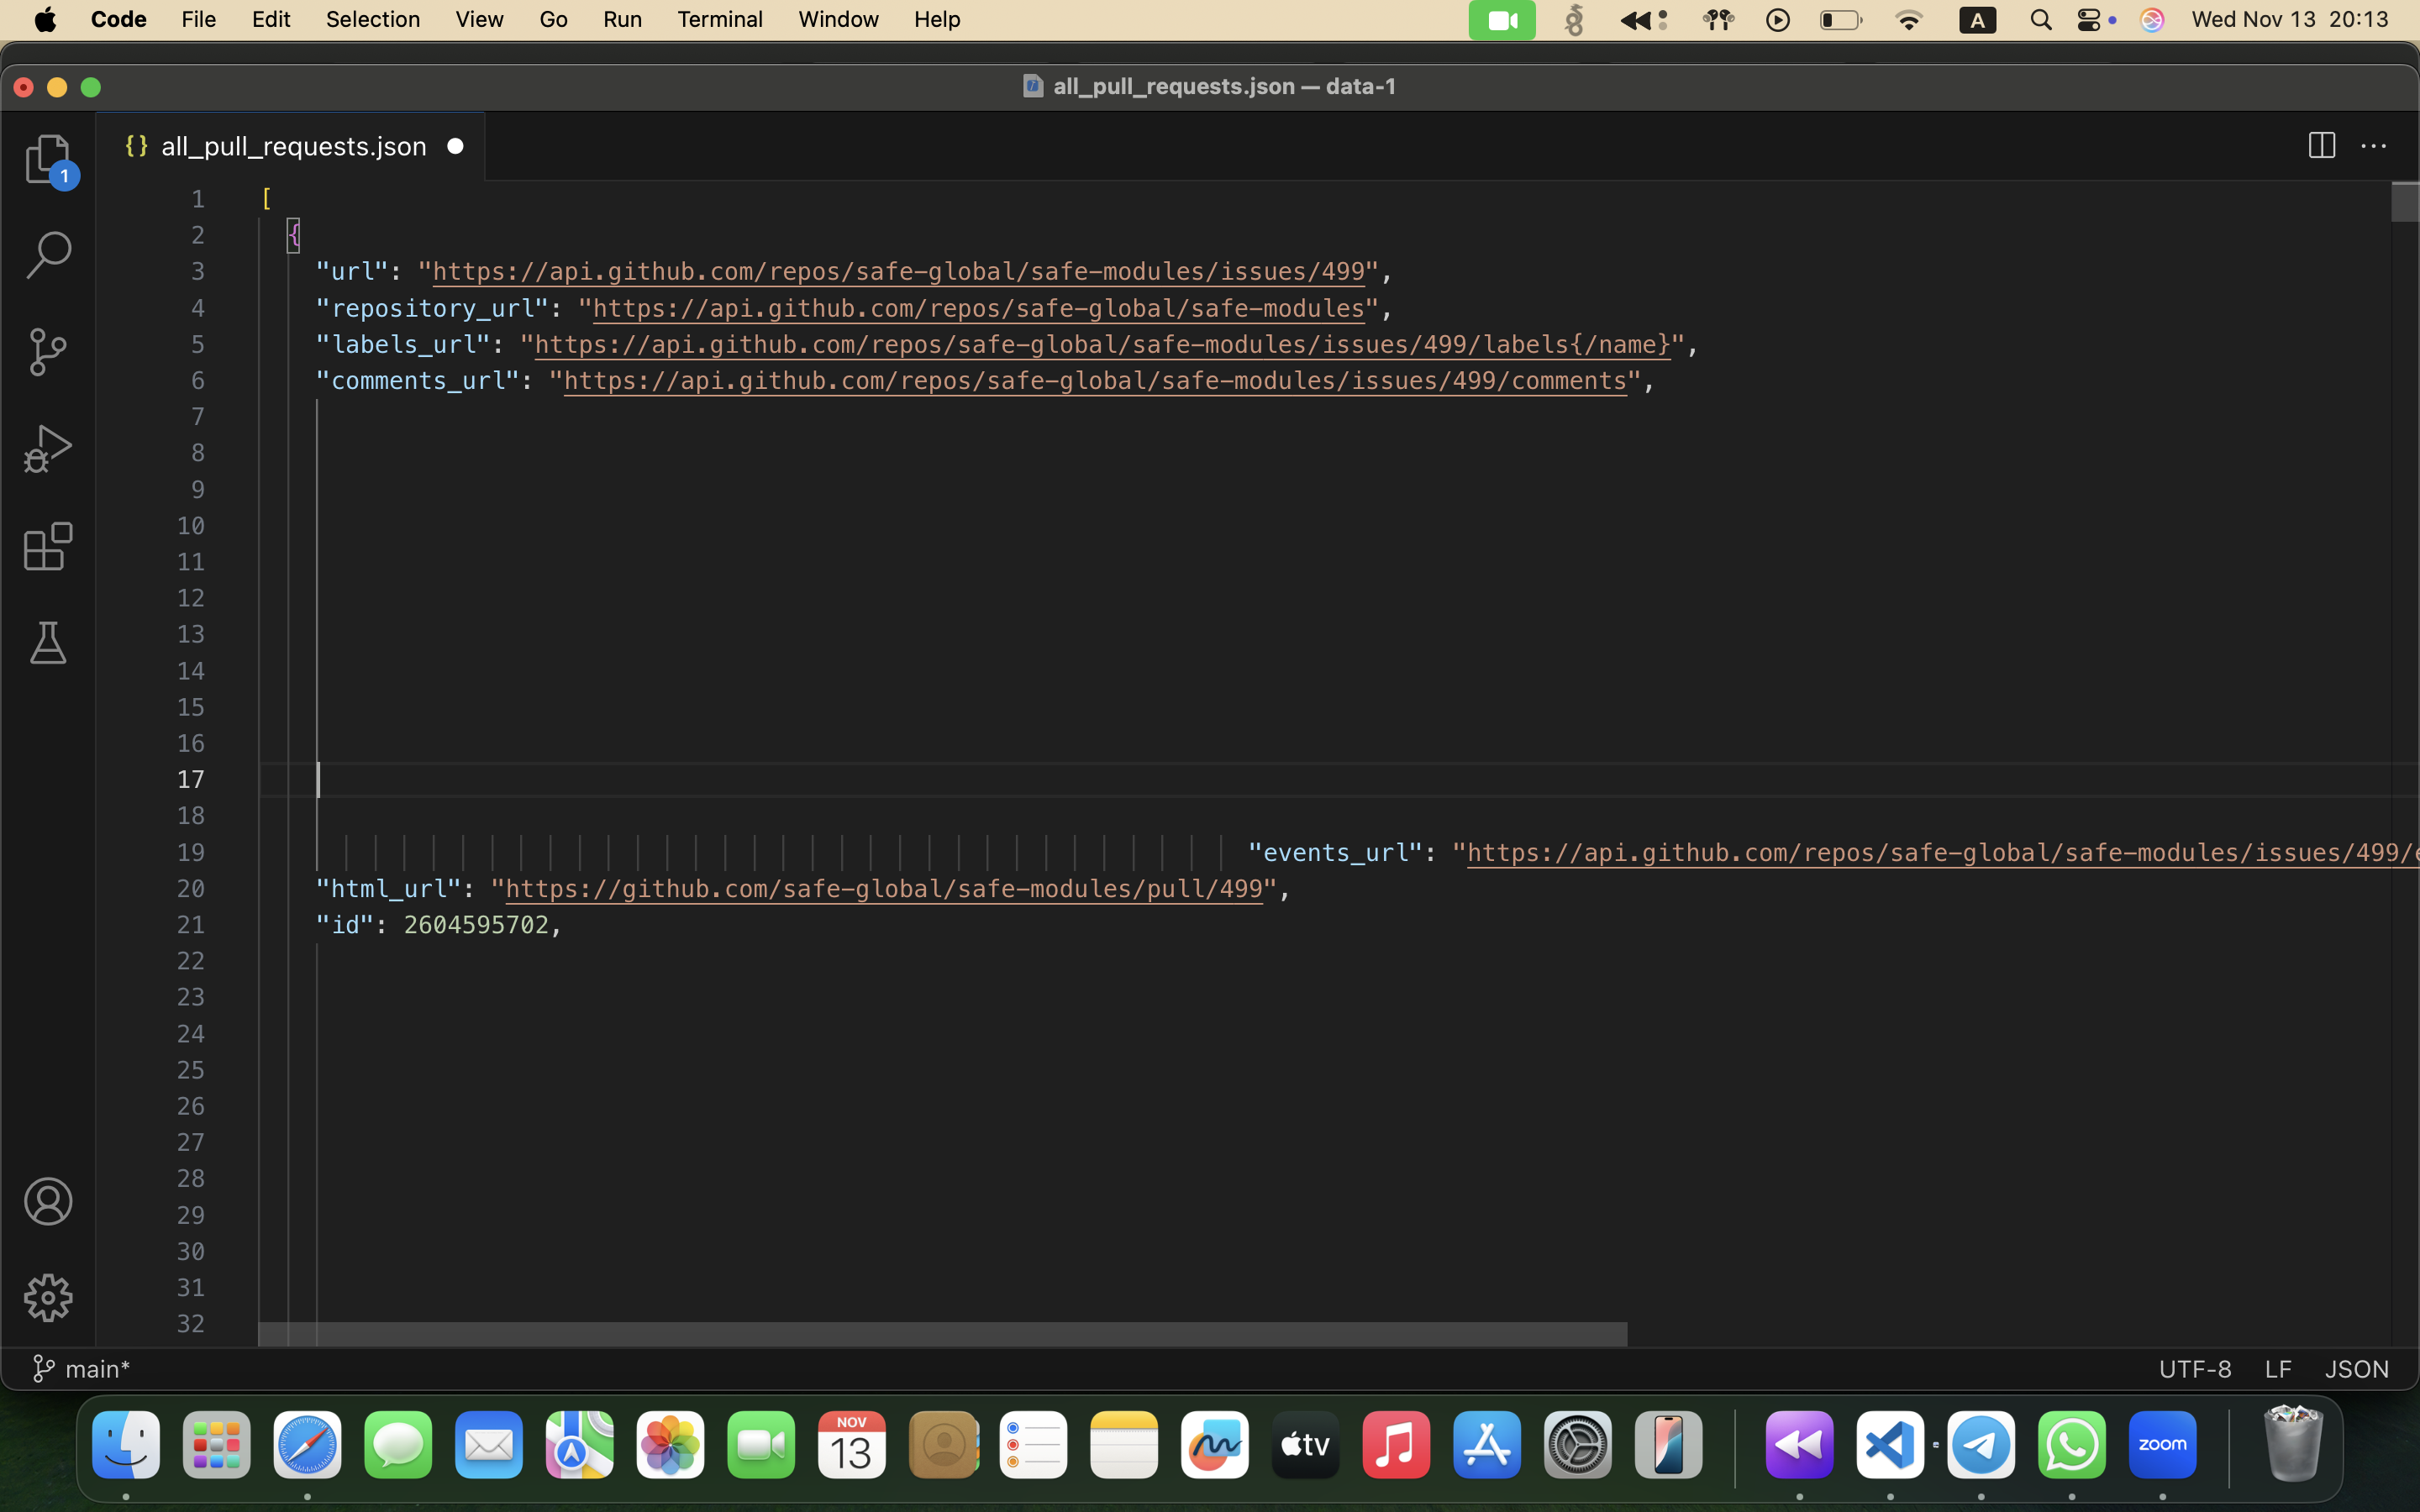 Code File Edit Selection View Go Run Terminal Window Help A Wed Nov 13 20:13
all_pull_requests.json — data-1
{} all_pull_requests.json
1
1 [
2 {
3 "url": "https://api.github.com/repos/safe-global/safe-modules/issues/499",
4 "repository_url": "https://api.github.com/repos/safe-global/safe-modules",
5 "labels_url": "https://api.github.com/repos/safe-global/safe-modules/issues/499/labels{/name}",
6 "comments_url": "https://api.github.com/repos/safe-global/safe-modules/issues/499/comments",
7
8
9
10
11
12
13
14
15
16
17
18
19 "events_url": "https://api.github.com/repos/safe-global/safe-modules/issues/499/
20 "html_url": "https://github.com/safe-global/safe-modules/pull/499",
21 "id": 2604595702,
22
23
24
25
26
27
28
29
30
31
32
main* UTF-8 LF JSON
NOV
13
tv
zoom